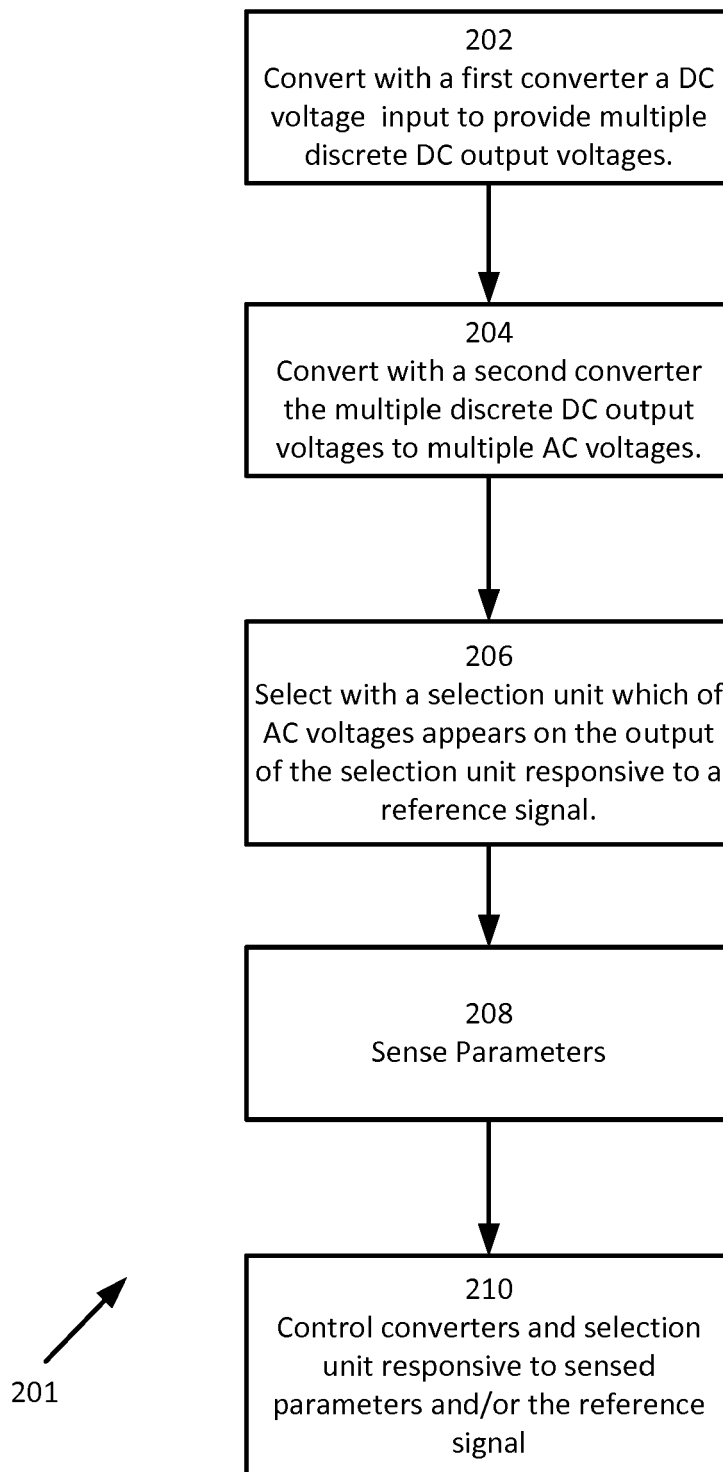 202
Convert with a first converter a DC
voltage input to provide multiple
discrete DC output voltages.
204
Convert with a second converter
the multiple discrete DC output
voltages to multiple AC voltages.
206
Select with a selection unit which of
AC voltages appears on the output
of the selection unit responsive to a
reference signal.
208
Sense Parameters
210
Control converters and selection
unit responsive to sensed
parameters and/or the reference
signal
201